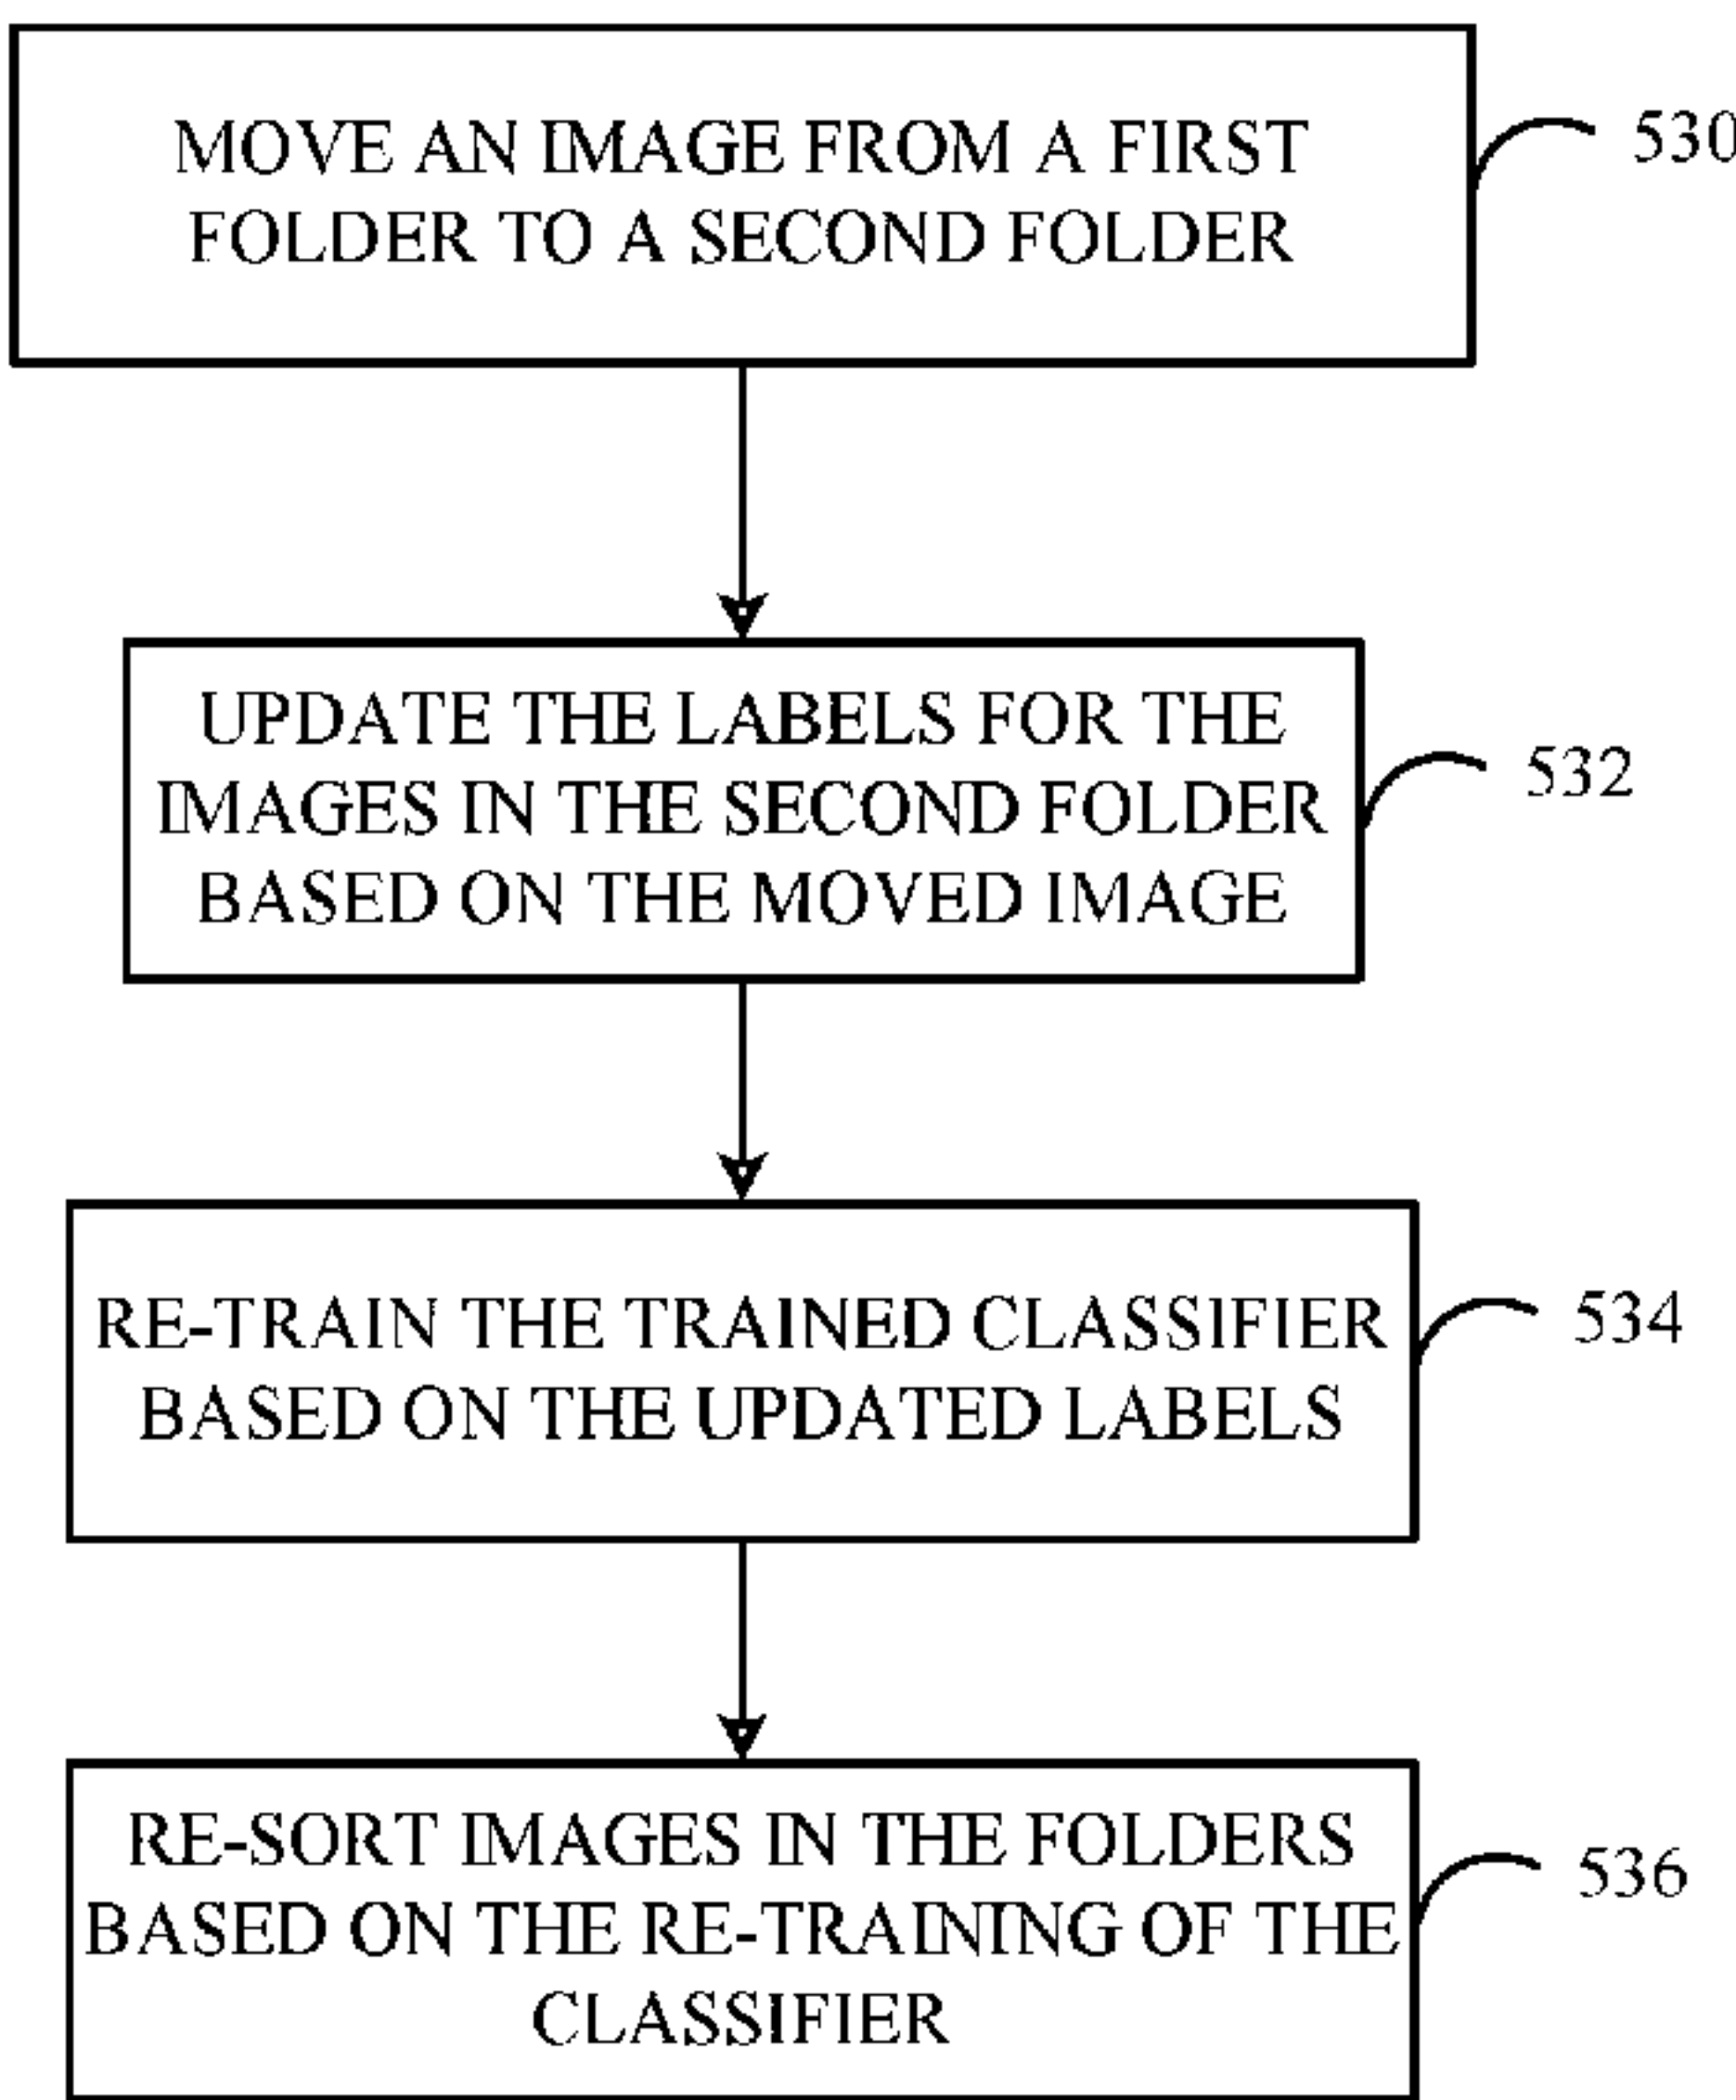 MOVE AN IMAGE FROM A FIRST
FOLDER TO A SECOND FOLDER
530
UPDATE THE LABELS FOR THE
IMAGES IN THE SECOND FOLDER
BASED ON THE MOVED IMAGE
532
RE-TRAIN THE TRAINED CLASSIFIER
BASED ON THE UPDATED LABELS
534
RE-SORT IMAGES IN THE FOLDERS
BASED ON THE RE-TRAINING OF THE
CLASSIFIER
536